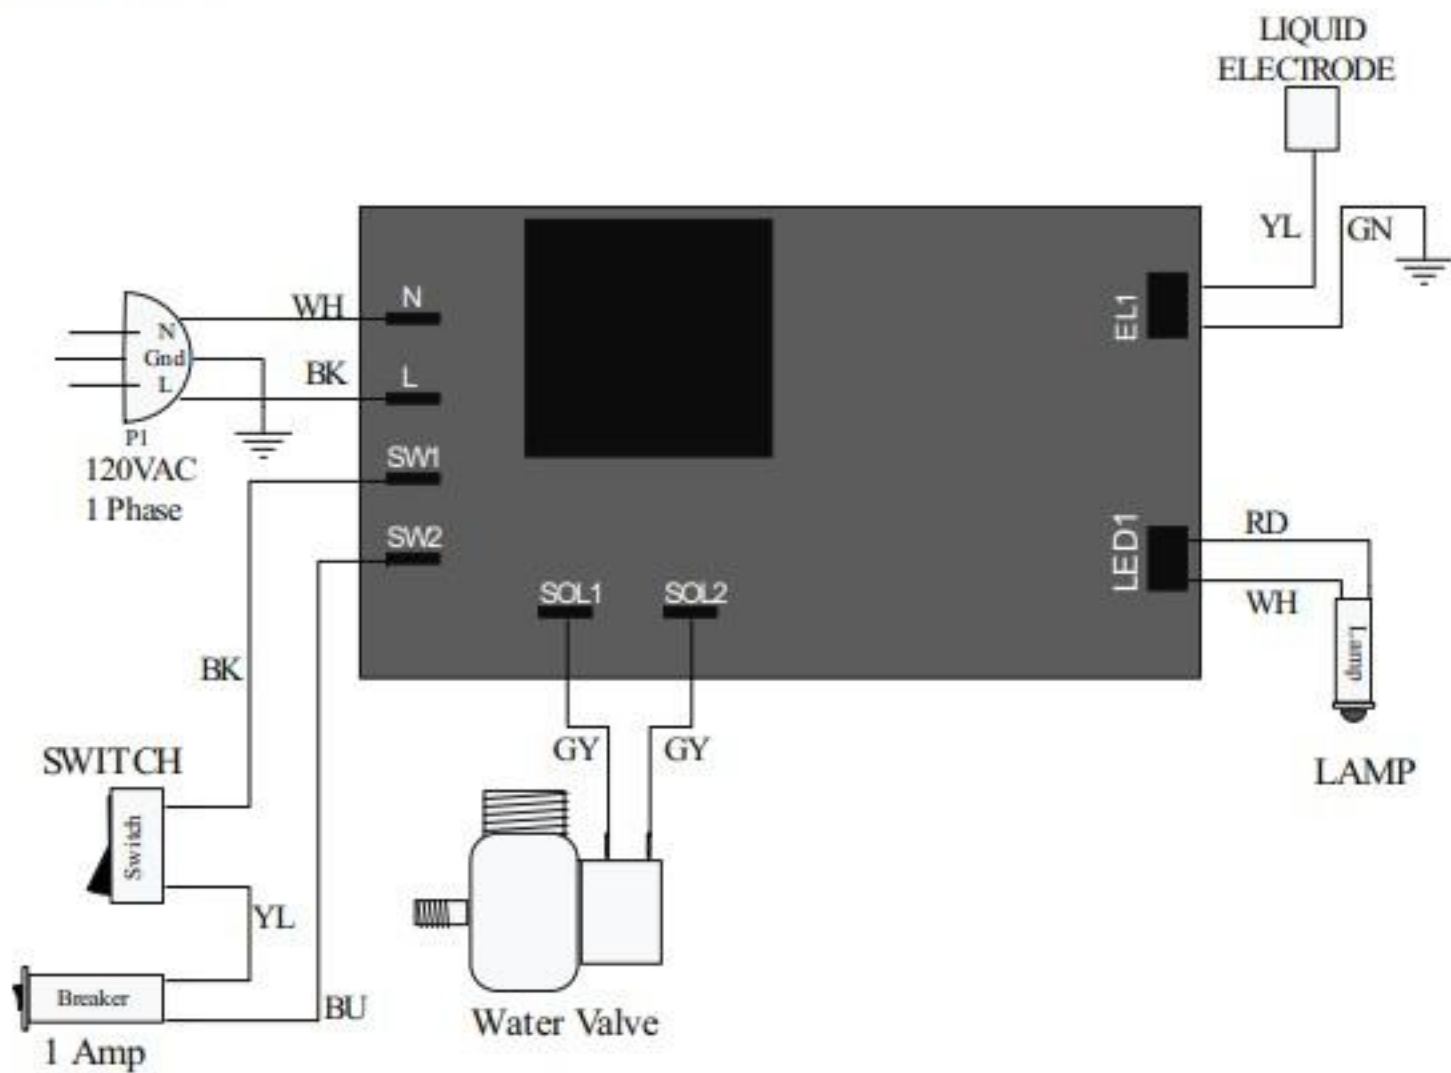 LIQUID
ELECTRODE
YL
GN
WH
N
N
Gnd
L
BK
L
EL1
P1
120VAC
1 Phase
SW1
SW2
SOL1
SOL2
LED1
RD
WH
Lamp
LAMP
BK
GY
GY
SWITCH
Switch
YL
Breaker
BU
1 Amp
Water Valve